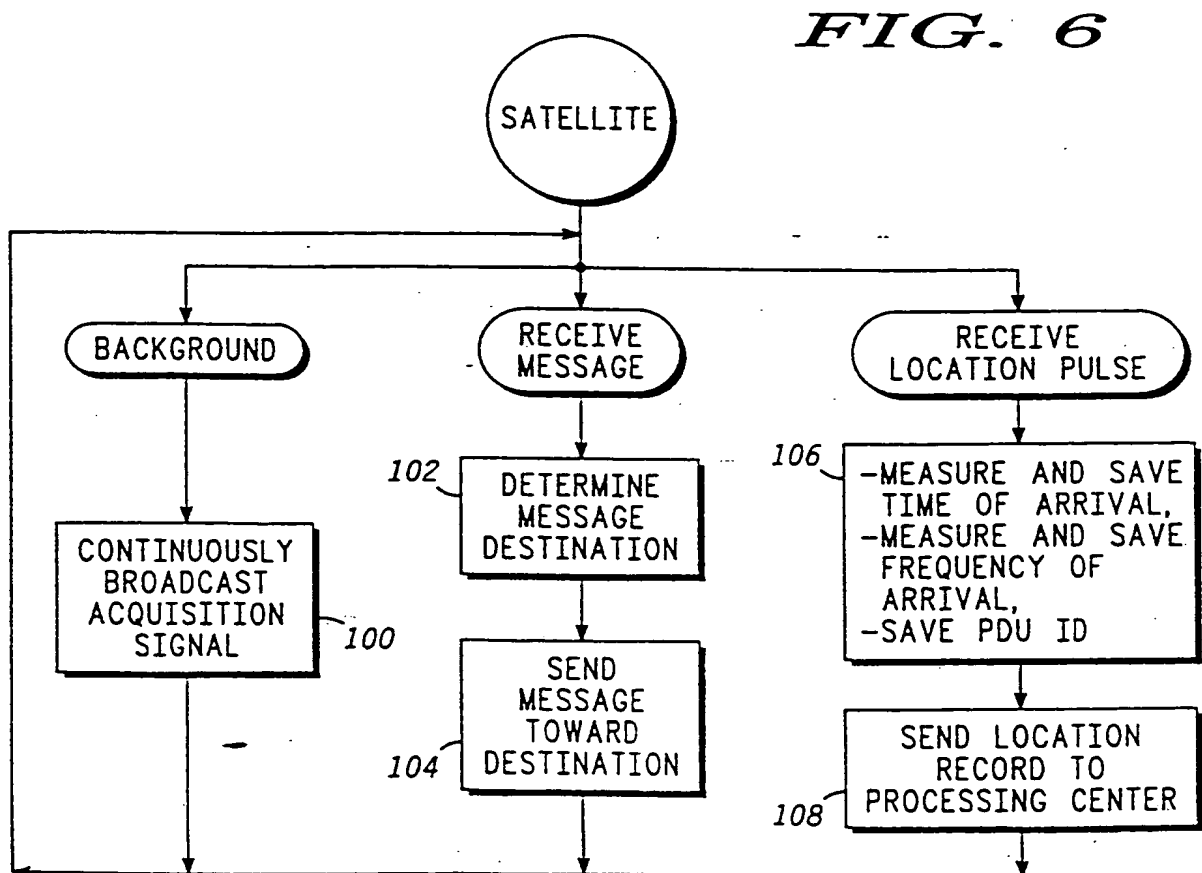 FIG. 6
SATELLITE
BACKGROUND
RECEIVE
MESSAGE
RECEIVE
LOCATION PULSE
102
DETERMINE
MESSAGE
DESTINATION
106
-MEASURE AND SAVE
TIME OF ARRIVAL,
-MEASURE AND SAVE
FREQUENCY OF
ARRIVAL,
-SAVE PDU ID
CONTINUOUSLY
BROADCAST
ACQUISITION
SIGNAL
100
SEND
MESSAGE
TOWARD
DESTINATION
104
SEND LOCATION
RECORD TO
PROCESSING CENTER
108